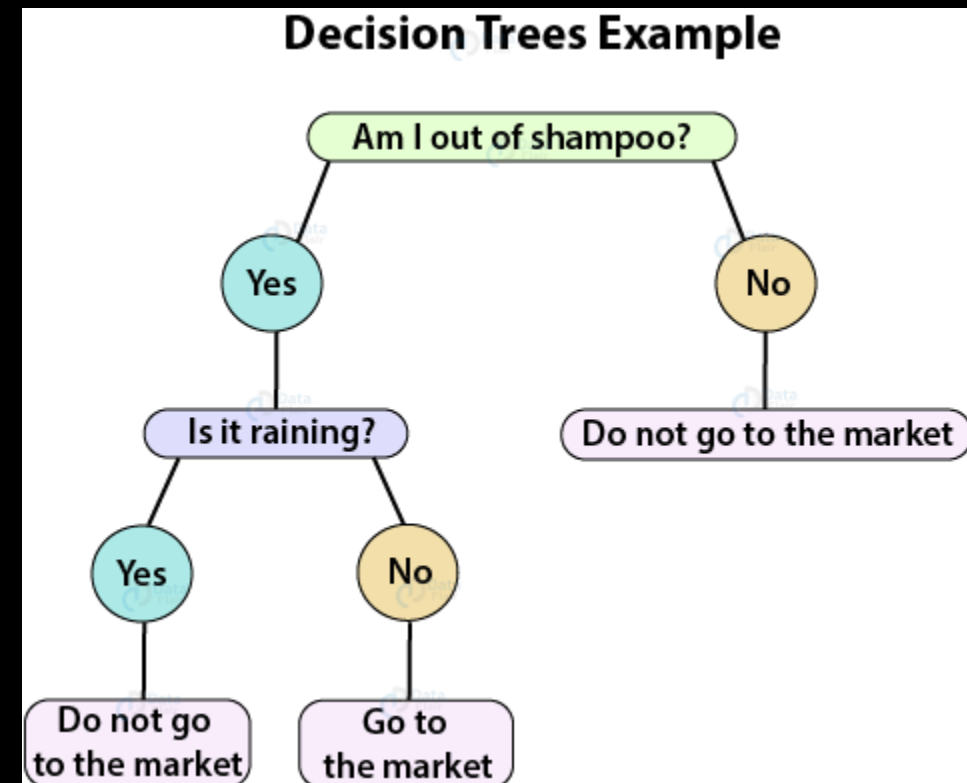 Decision Trees Example
Am I out of shampoo?
Yes
No
Is it raining?
Do not go to the market
Yes
No
Do not go
to the market
Go to
the market